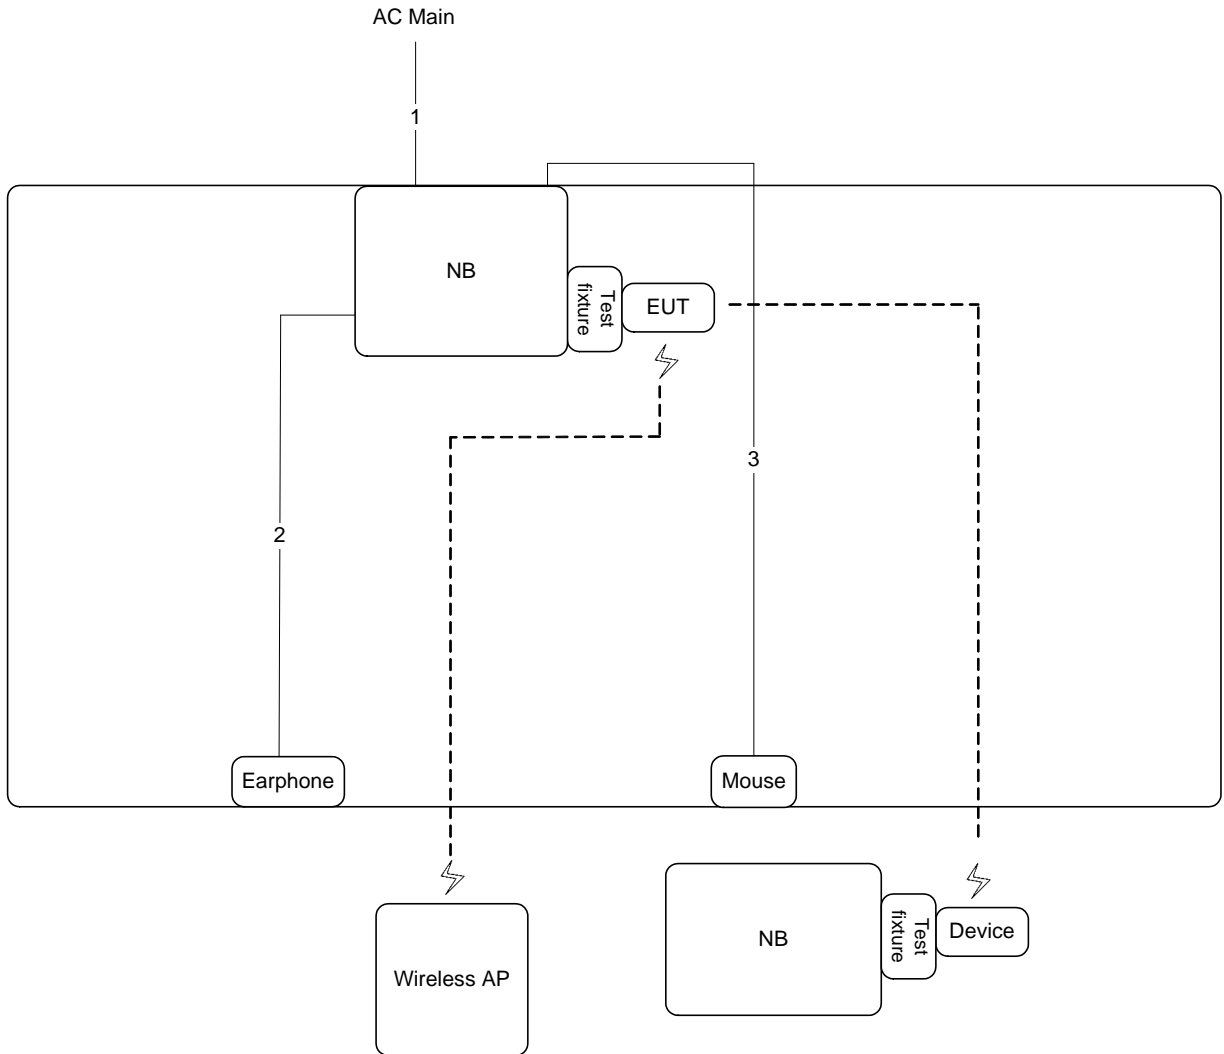 AC Main
1
NB
Test
fixture
EUT
3
2
Earphone
Mouse
NB
Test
fixture
Device
Wireless AP